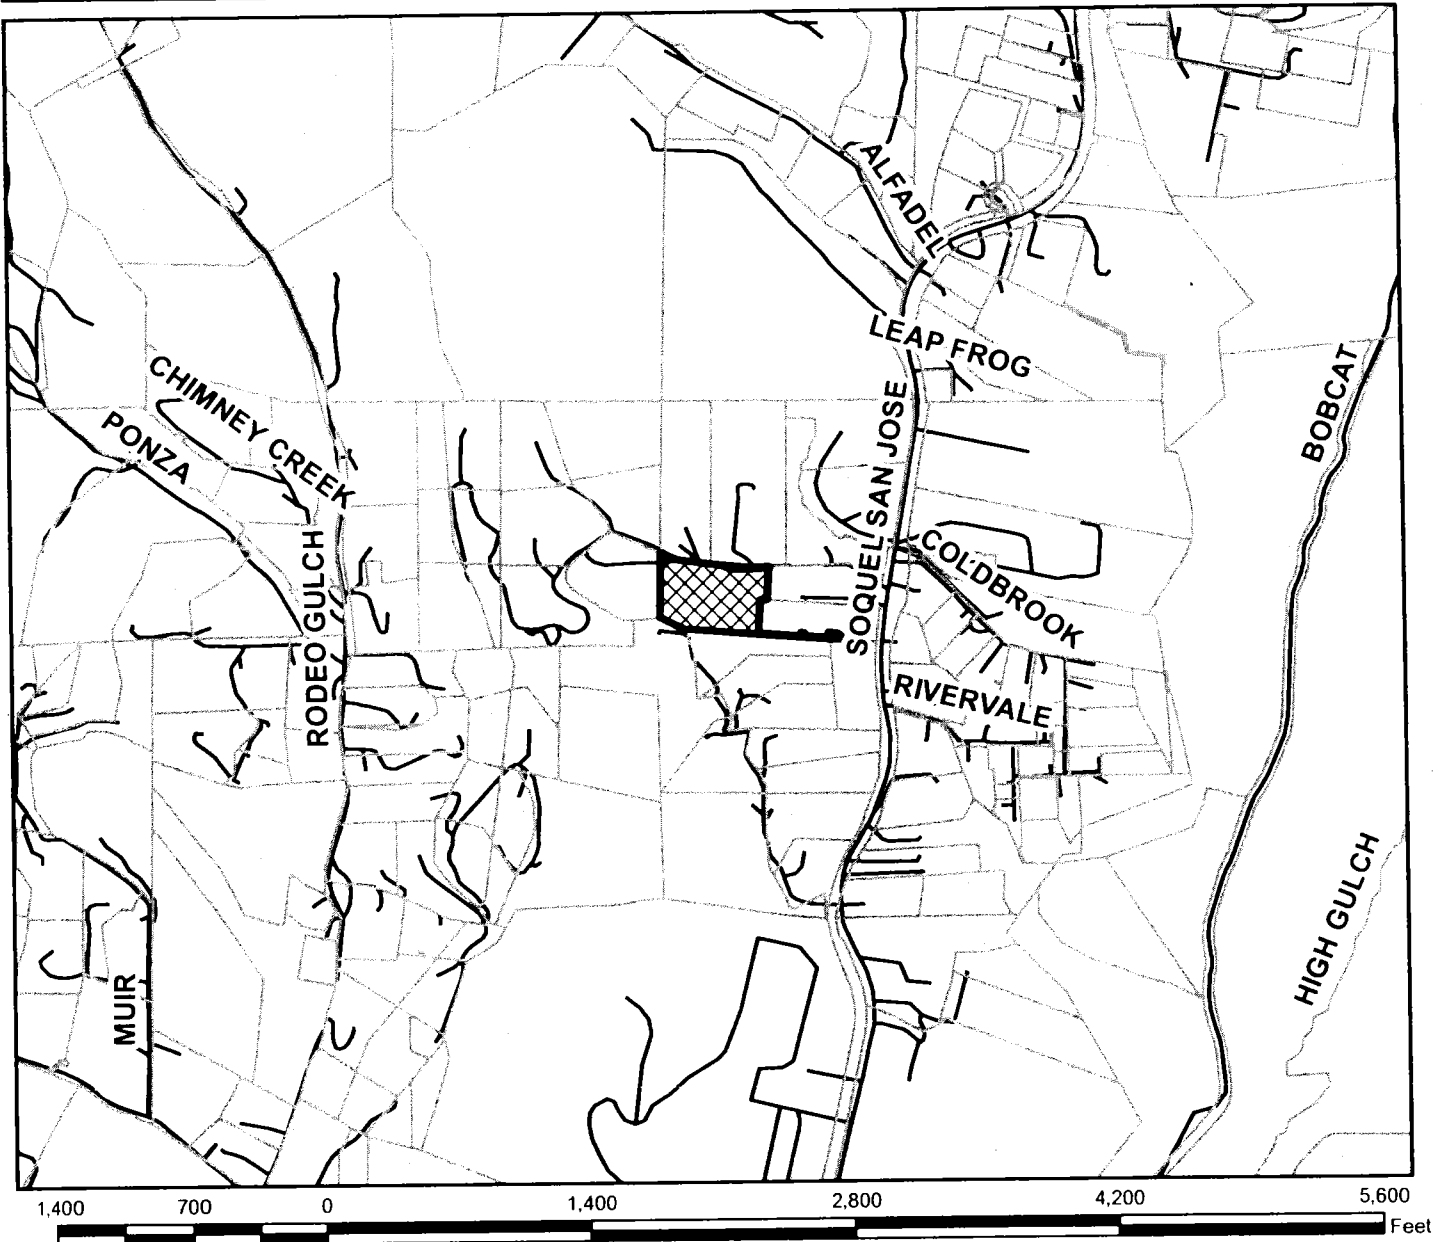 ALFADEL
LEAP FROG
CHIMNEY CREEK
PONZA
BOBCAT
SOQUEL SAN JOSE
COLDBROOK
RODEO GULCH
RIVERVALE
HIGH GULCH
MUIR
1,400 700 0 1,400 2,800 4,200 5,600
Feet